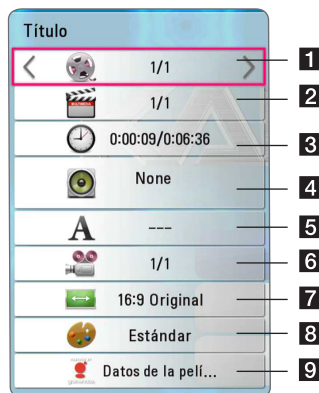 Título
1/1
1
1/1
2
0:00:09/0:06:36
3
None
4
A
---
5
1/1
6
16:9 Original
7
Estándar
8
Datos de la pelí...
9